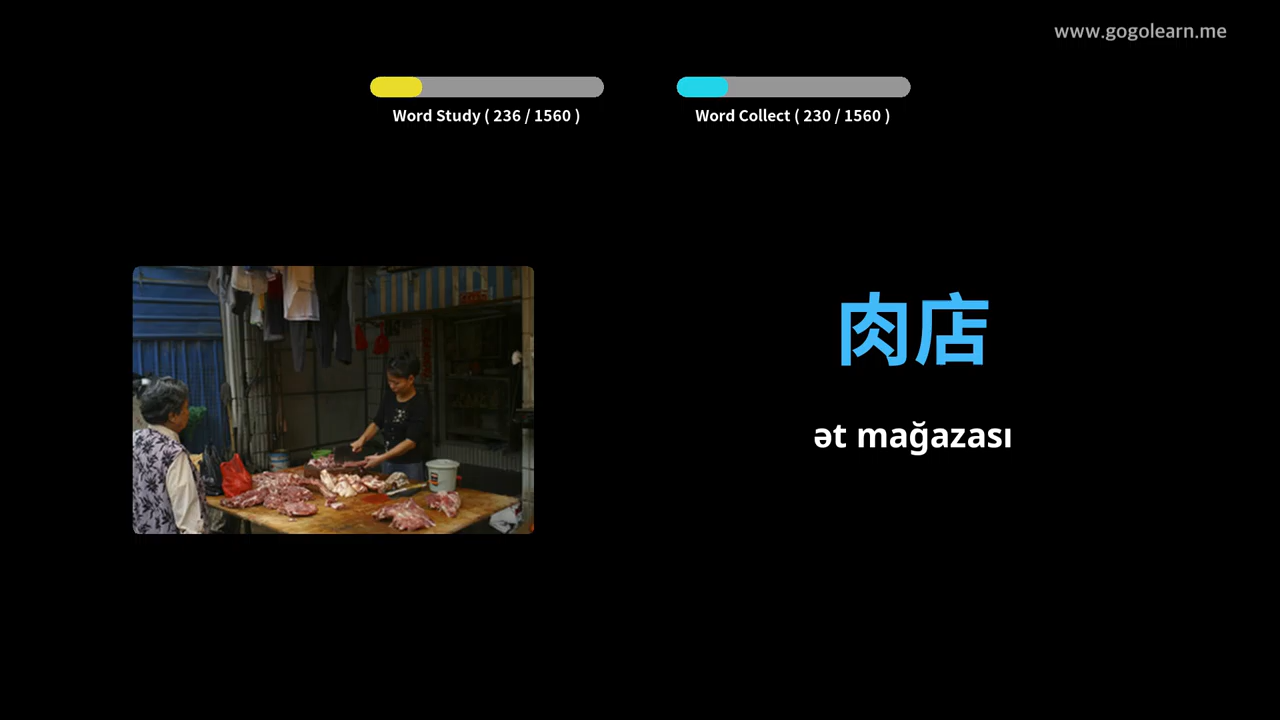 www.gogolearn.me
Word Study ( 236 / 1560 )
Word Collect ( 230 / 1560 )
肉店
ət mağazası